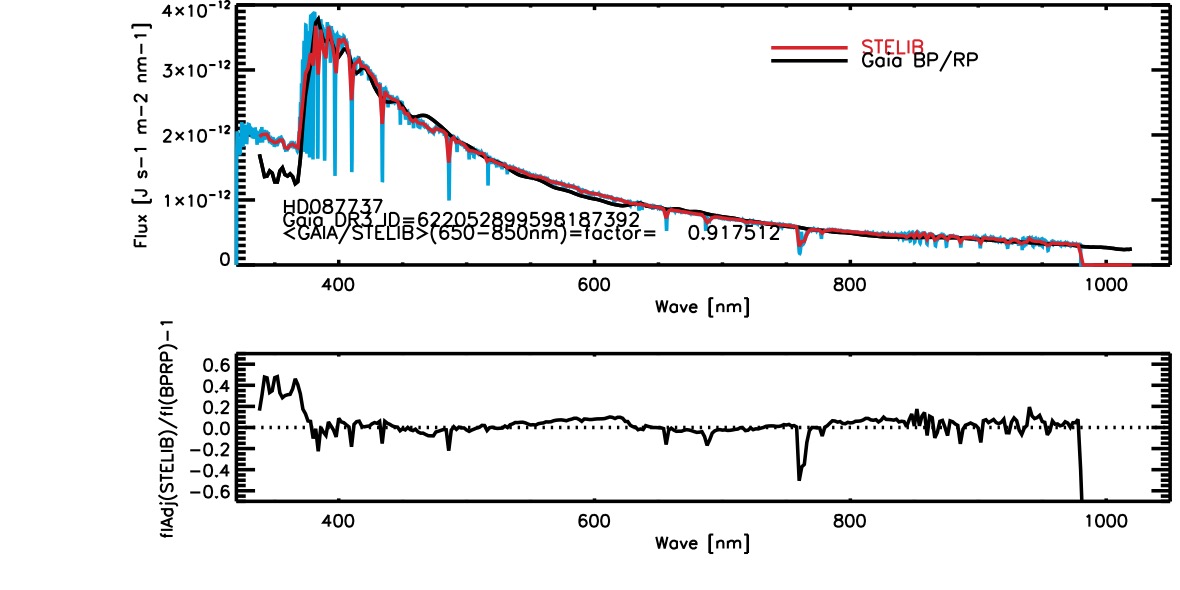 4×10−12
3×10−12
2×10−12
1×10−12
0
Flux [J s−1 m−2 nm−1]
STELIB
Gaia BP/RP
HD087737
Gaia DR3 ID=622052899598187392
<GAIA/STELIB>(650−850nm)=factor= 0.917512
400 600 800 1000
Wave [nm]
flAdj(STELIB)/fl(BPRP)−1
0.6
0.4
0.2
0.0
−0.2
−0.4
−0.6
400 600 800 1000
Wave [nm]